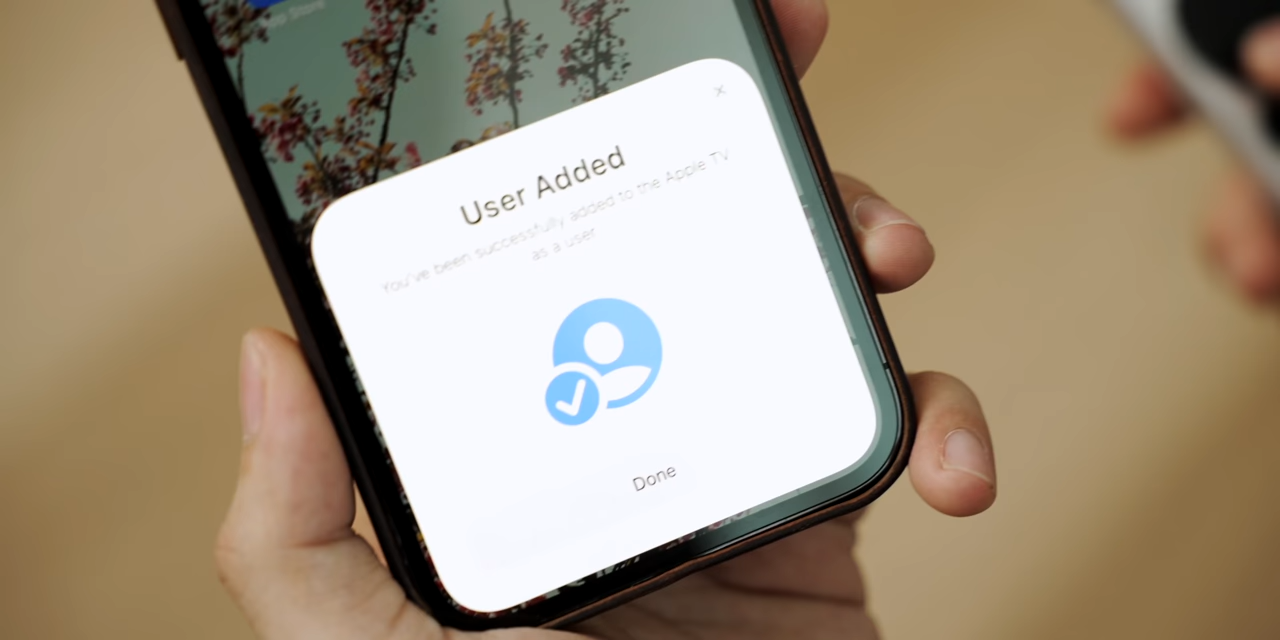 User Added
You've been successfully added to the Apple TV
as a user
Done